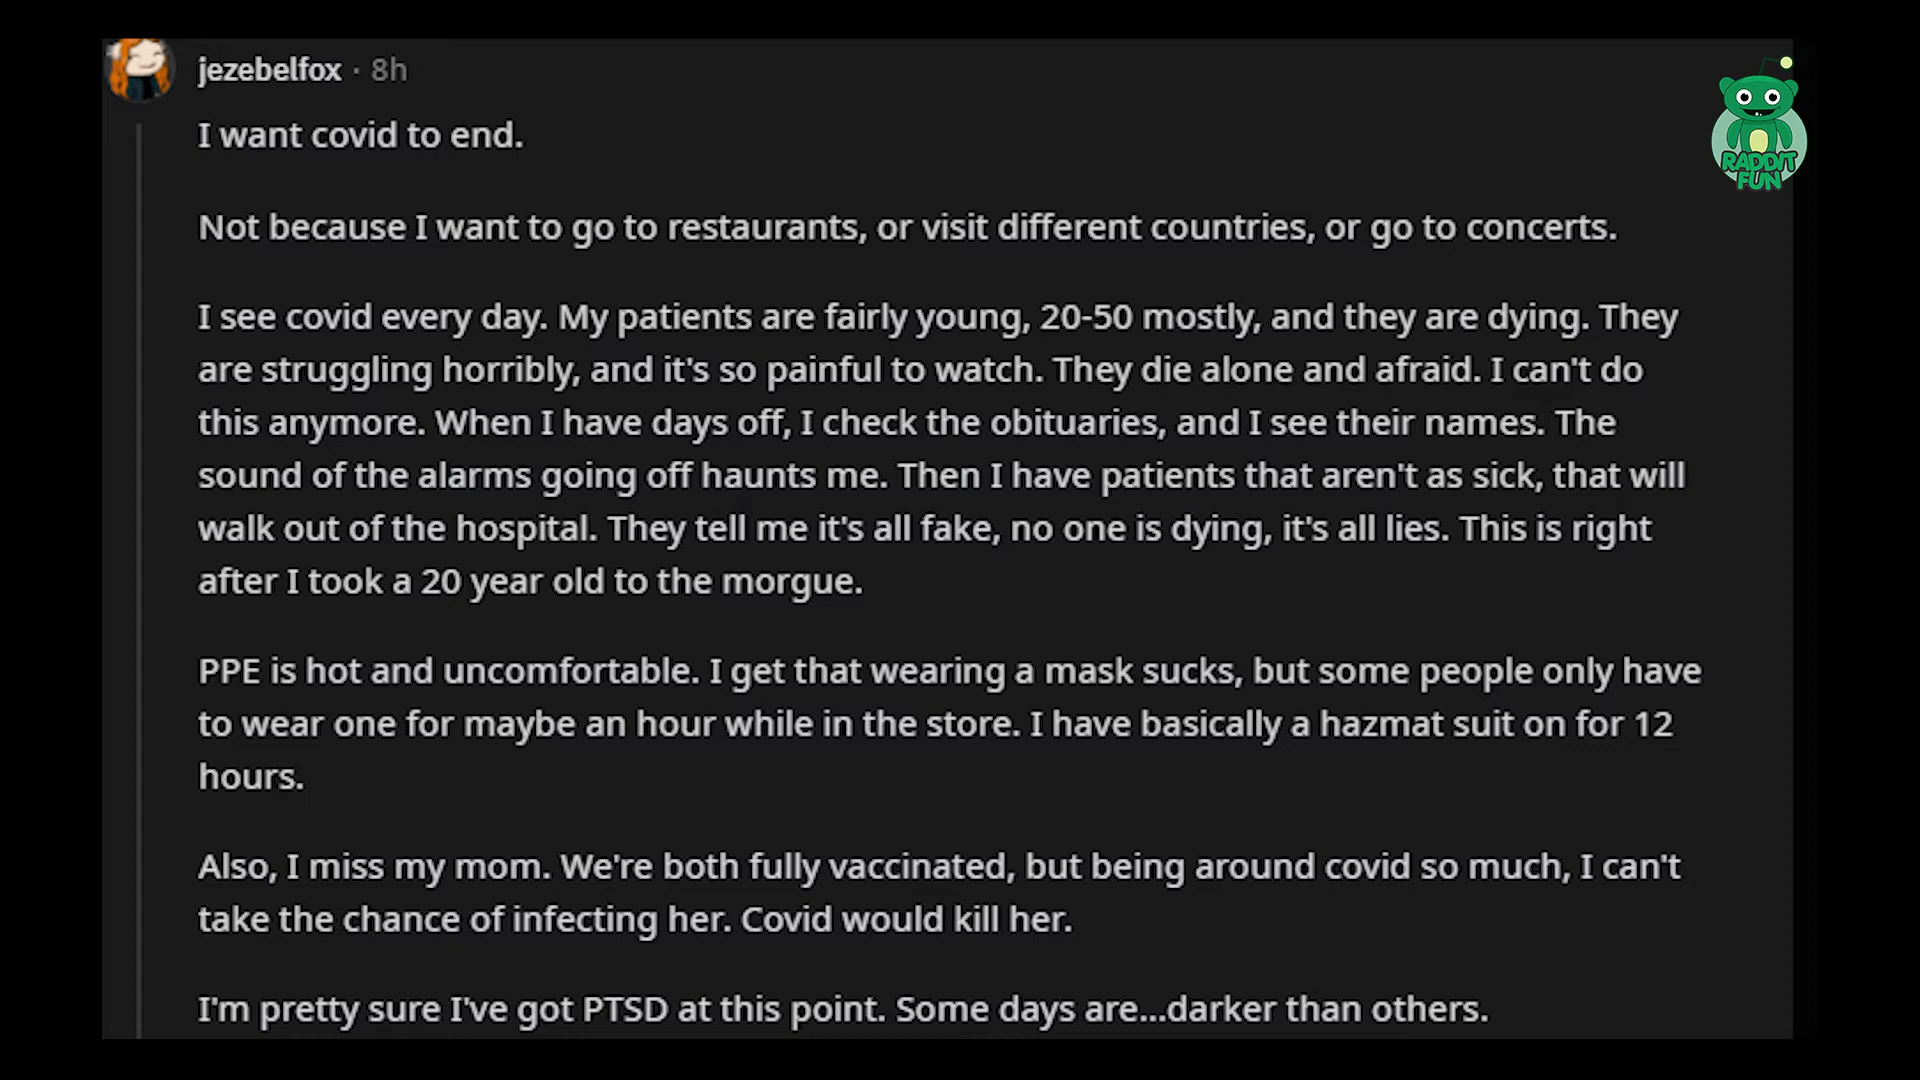 jezebelfox · 8h
I want covid to end.
Not because I want to go to restaurants, or visit different countries, or go to concerts.
I see covid every day. My patients are fairly young, 20-50 mostly, and they are dying. They
are struggling horribly, and it's so painful to watch. They die alone and afraid. I can't do
this anymore. When I have days off, I check the obituaries, and I see their names. The
sound of the alarms going off haunts me. Then I have patients that aren't as sick, that will
walk out of the hospital. They tell me it's all fake, no one is dying, it's all lies. This is right
after I took a 20 year old to the morgue.
PPE is hot and uncomfortable. I get that wearing a mask sucks, but some people only have
to wear one for maybe an hour while in the store. I have basically a hazmat suit on for 12
hours.
Also, I miss my mom. We're both fully vaccinated, but being around covid so much, I can't
take the chance of infecting her. Covid would kill her.
I'm pretty sure I've got PTSD at this point. Some days are...darker than others.
RADDIT
FUN